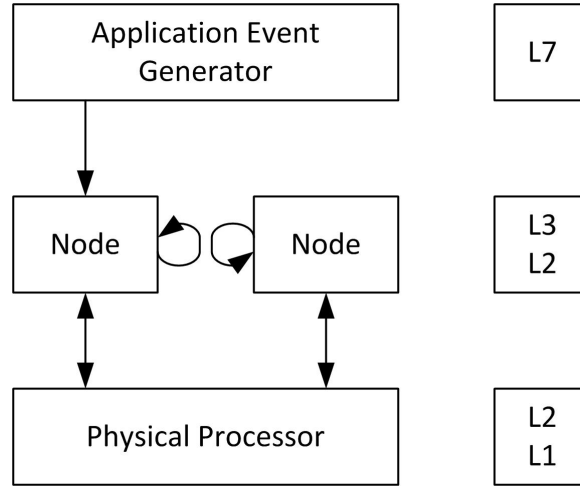 Application Event
Generator
L7
Node
Node
L3
L2
Physical Processor
L2
L1